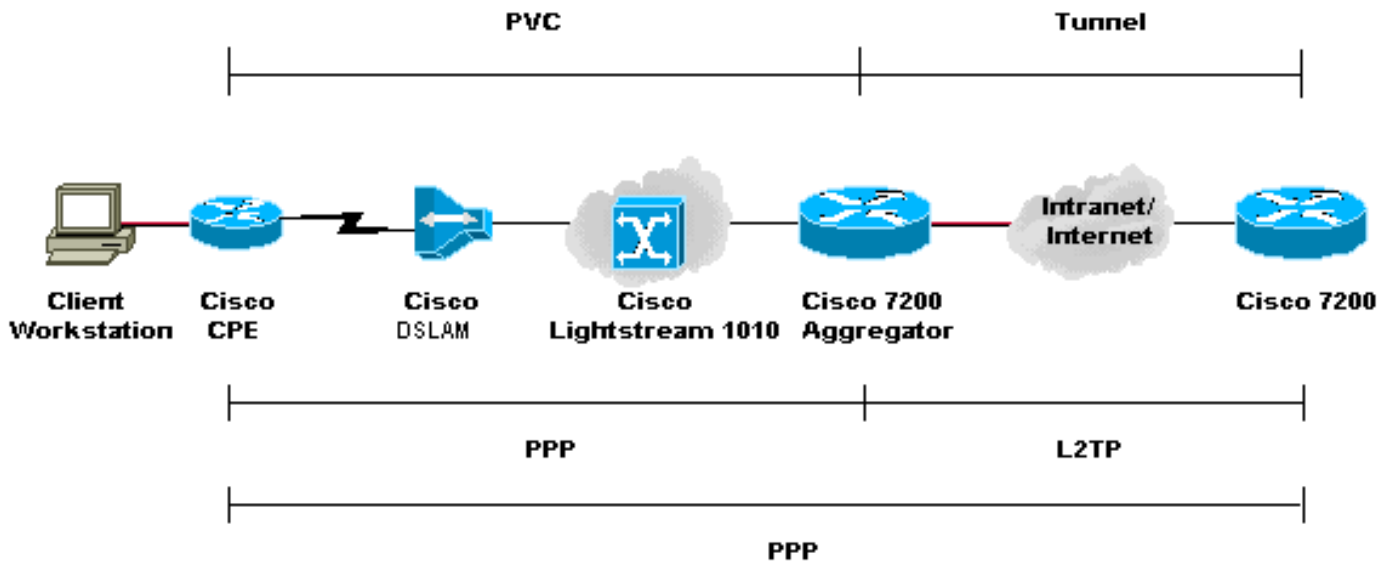 PVC
Tunnel
Intranet/
Internet
Client
Workstation
Cisco
CPE
Cisco
DSLAM
Cisco
Lightstream 1010
Cisco 7200
Aggregator
Cisco 7200
PPP
L2TP
PPP